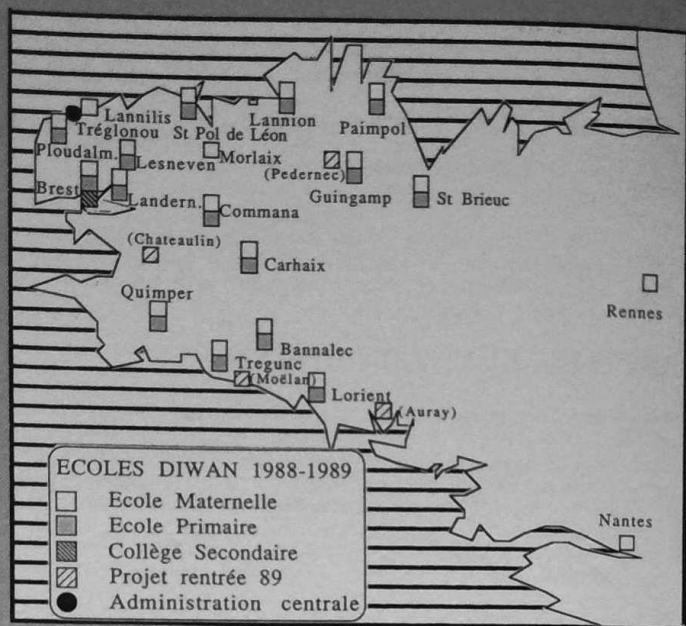 Lannilis
Tréglonou
St Pol de Léon
Lannion
Paimpol
Ploudalm.
Lesneven
Morlaix
(Pedernec)
Guingamp
St Brieuc
Brest
Landern.
Commana
(Chateaulin)
Carhaix
Rennes
Quimper
Bannalec
Tregunc
(Moëlan)
Lorient
(Auray)
Nantes
ECOLES DIWAN 1988-1989
Ecole Maternelle
Ecole Primaire
Collège Secondaire
Projet rentrée 89
Administration centrale